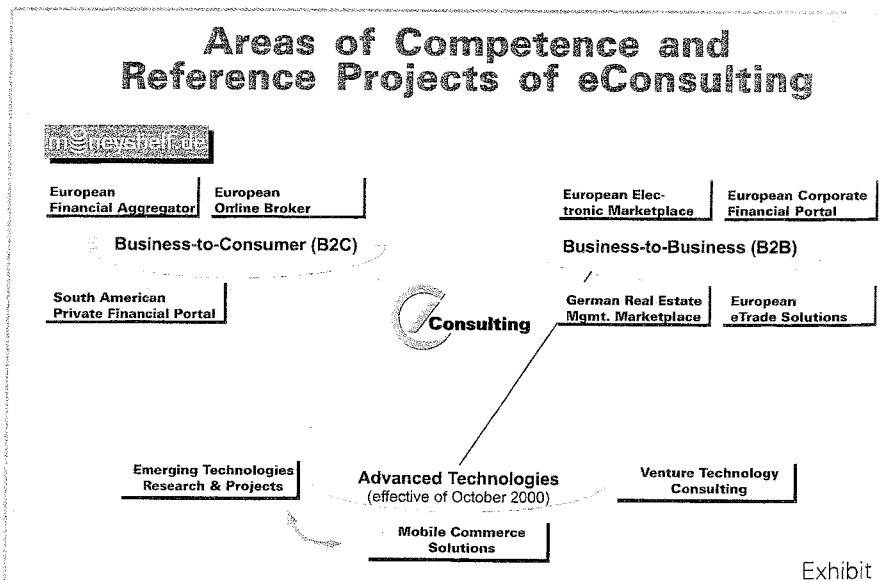 Areas of Competence and
Reference Projects of eConsulting
moneyshelf.de
European
Financial Aggregator
European
Online Broker
European Elec-
tronic Marketplace
European Corporate
Financial Portal
Business-to-Consumer (B2C)
Business-to-Business (B2B)
South American
Private Financial Portal
Consulting
German Real Estate
Mgmt. Marketplace
European
eTrade Solutions
Emerging Technologies
Research & Projects
Advanced Technologies
(effective of October 2000)
Venture Technology
Consulting
Mobile Commerce
Solutions
Exhibit